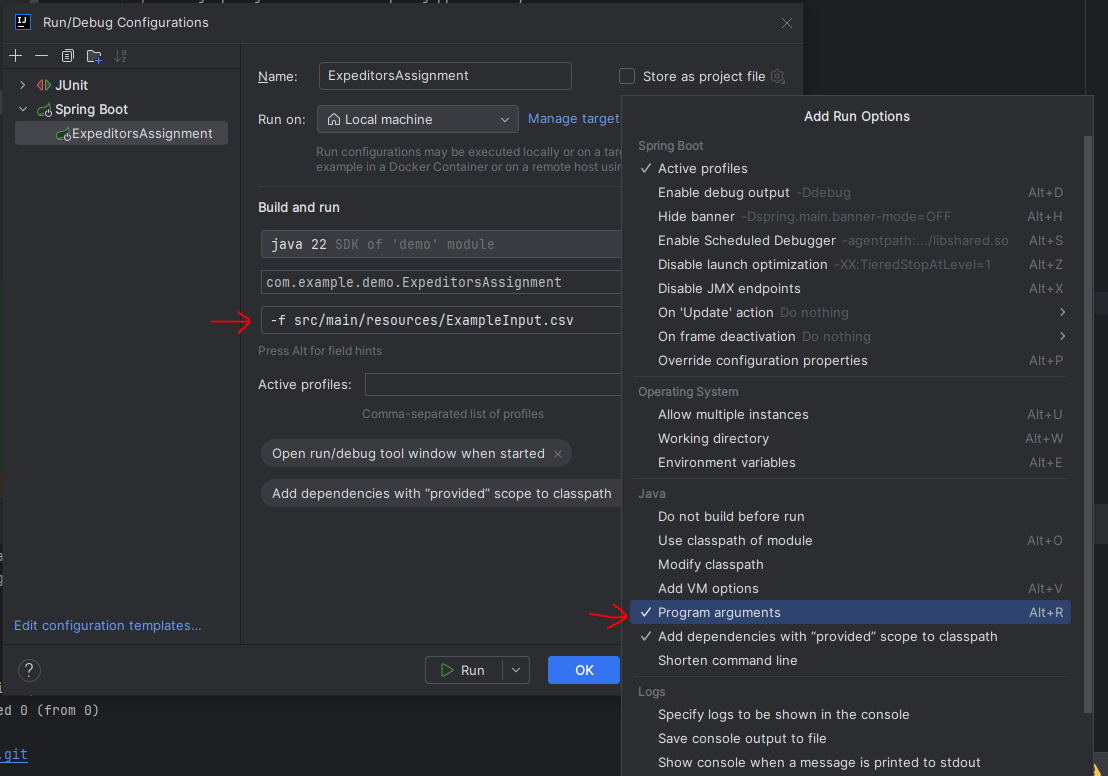 Run/Debug Configurations
JUnit
Spring Boot
ExpeditorsAssignment
Edit configuration templates...
Name:
ExpeditorsAssignment
Store as project file
Run on:
Local machine
Manage target
Run configurations may be executed locally or on a
example in a Docker Container or on a remote host
Build and run
java 22 SDK of 'demo' module
com.example.demo.ExpeditorsAssignment
-f src/main/resources/ExampleInput.csv
Press Alt for field hints
Active profiles:
Comma-separated list of profiles
Open run/debug tool window when started
Add dependencies with “provided” scope to classpath
?
Run
OK
Add Run Options
Spring Boot
Active profiles
Enable debug output -Ddebug Alt+D
Hide banner -Dspring.main.banner-mode=OFF Alt+H
Enable Scheduled Debugger -agentpath:.../libshared.so Alt+S
Disable launch optimization -XX:TieredStopAtLevel=1 Alt+Z
Disable JMX endpoints Alt+X
On 'Update' action Do nothing
On frame deactivation Do nothing
Override configuration properties Alt+P
Operating System
Allow multiple instances Alt+U
Working directory Alt+W
Environment variables Alt+E
Java
Do not build before run
Use classpath of module Alt+O
Modify classpath
Add VM options Alt+V
Program arguments Alt+R
Add dependencies with “provided” scope to classpath
Shorten command line
Logs
Specify logs to be shown in the console
Save console output to file
Show console when a message is printed to stdout
ed 0 (from 0)
.git